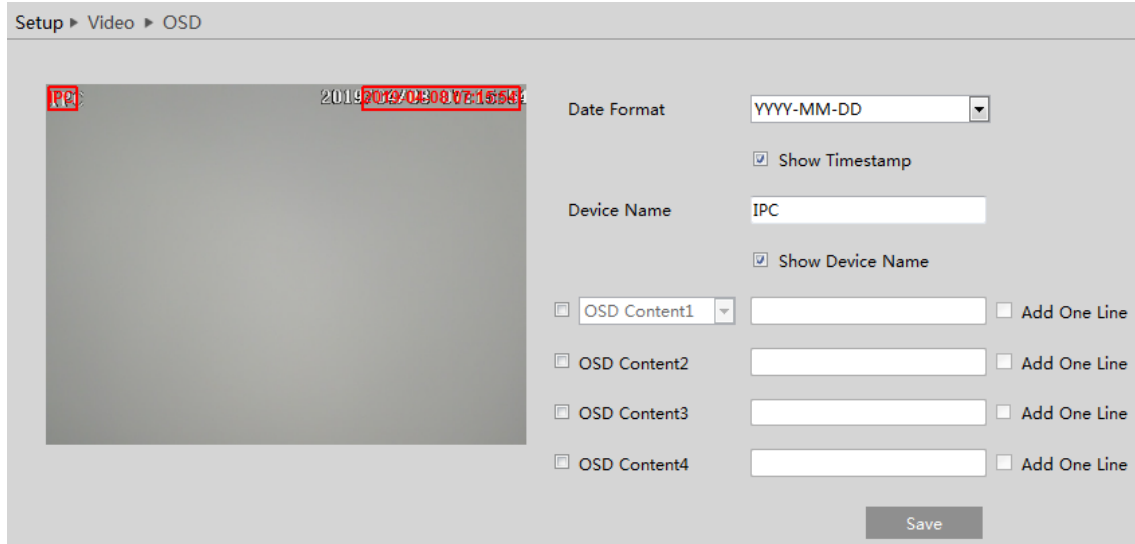 Setup ▸ Video ▸ OSD
Date Format YYYY-MM-DD
Show Timestamp
Device Name IPC
Show Device Name
OSD Content1 Add One Line
OSD Content2 Add One Line
OSD Content3 Add One Line
OSD Content4 Add One Line
Save